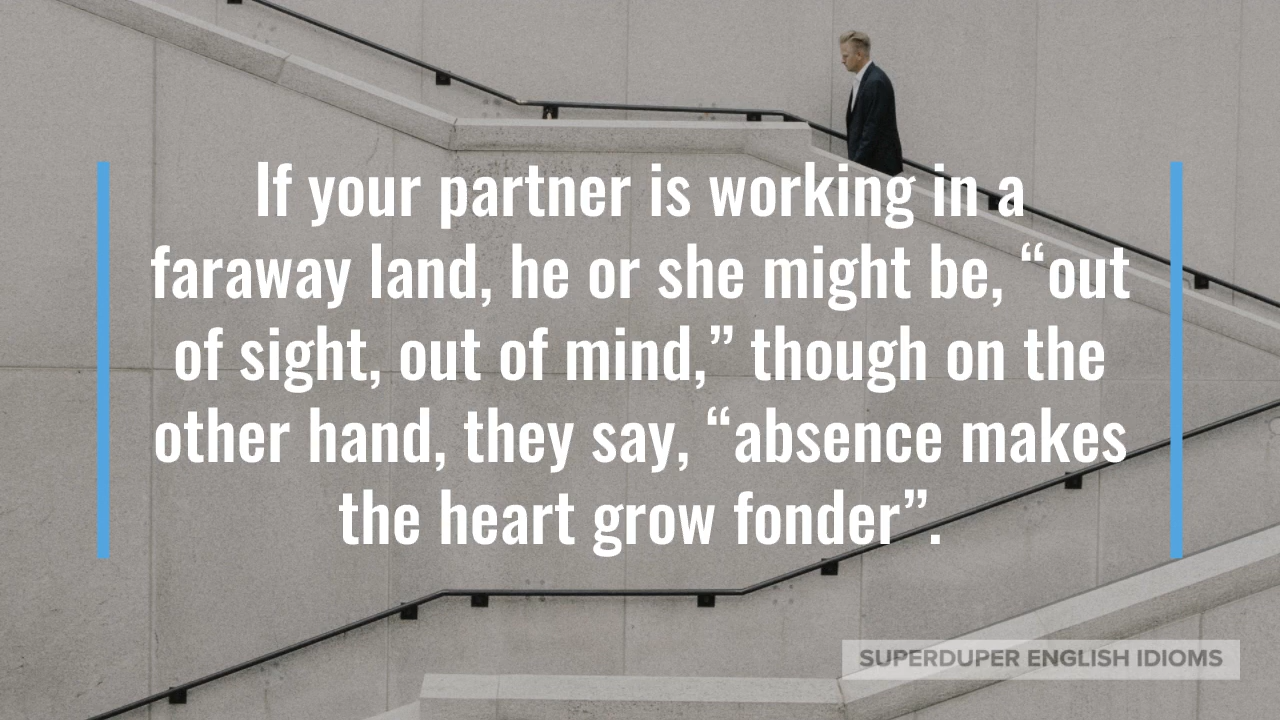 If your partner is working in a
faraway land, he or she might be, “out
of sight, out of mind,” though on the
other hand, they say, “absence makes
the heart grow fonder”.
SUPERDUPER ENGLISH IDIOMS